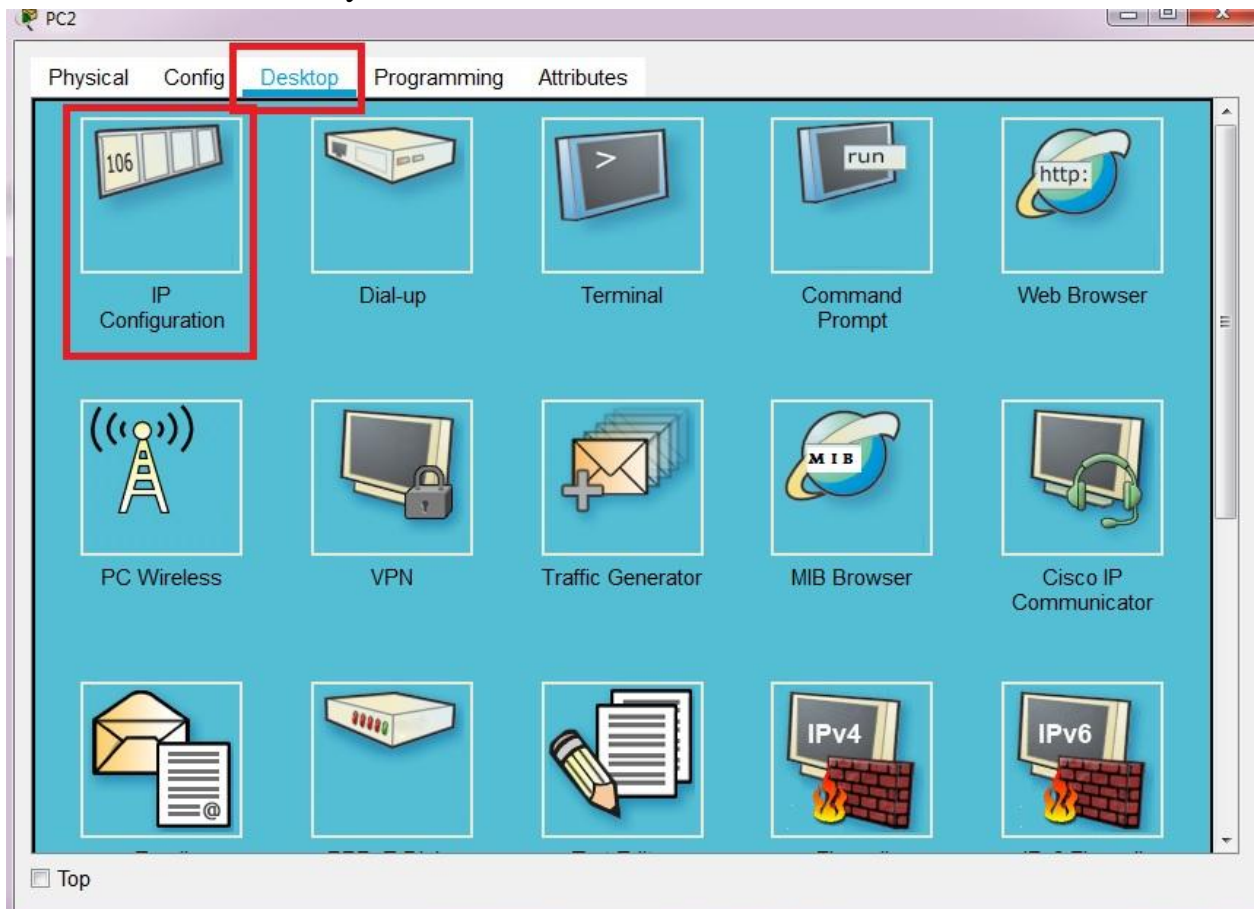 PC2
Physical Config Desktop Programming Attributes
106
>
run
http:
IP
Configuration
Dial-up
Terminal
Command
Prompt
Web Browser
MIB
PC Wireless
VPN
Traffic Generator
MIB Browser
Cisco IP
Communicator
@
IPv4
IPv6
Top